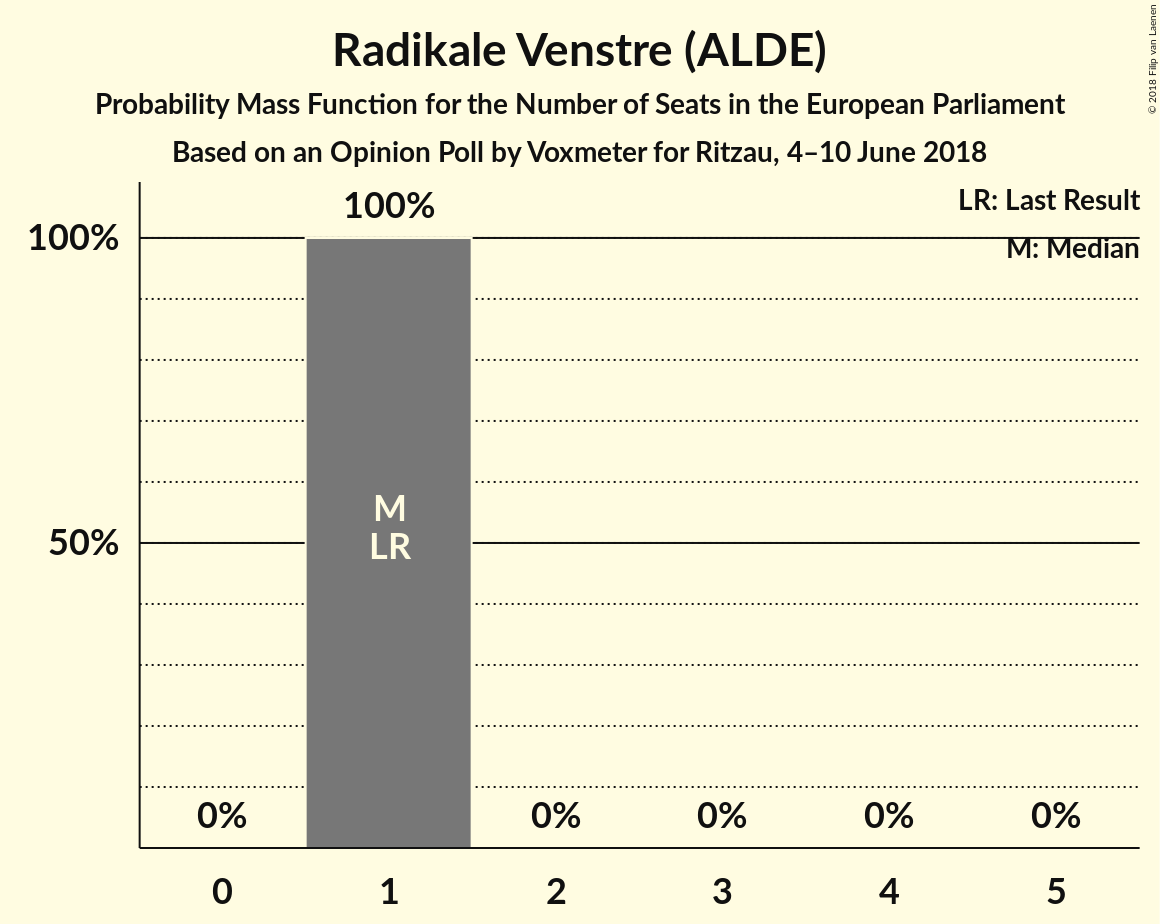 Radikale Venstre (ALDE)
Probability Mass Function for the Number of Seats in the European Parliament
Based on an Opinion Poll by Voxmeter for Ritzau, 4–10 June 2018
© 2018 Filip van Laenen
LR: Last Result
M: Median
100%
100%
50%
M
LR
0%
0%
0%
0%
0%
0
1
2
3
4
5